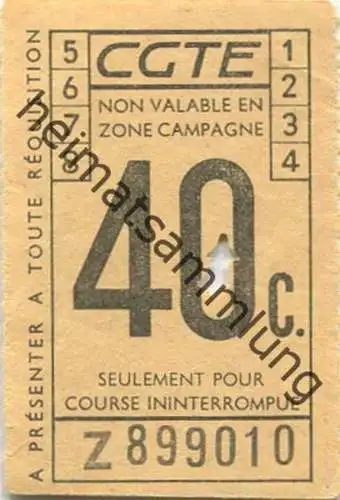 A PRÉSENTER A TOUTE RÉQUISITION
5 CGTE 1
6 NON VALABLE EN 2
7 ZONE CAMPAGNE 3
8 4
40 c.
SEULEMENT POUR
COURSE ININTERROMPUE
Z 899010
heimatsammlung